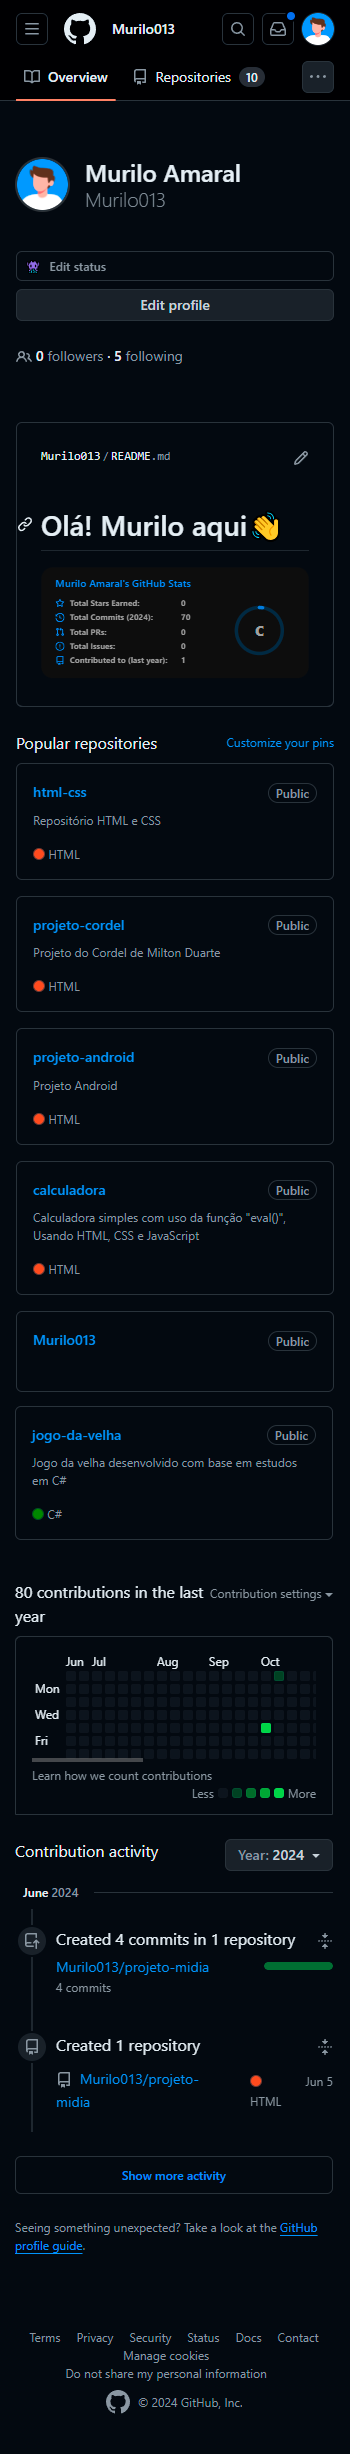 Murilo013
Overview
Repositories 10
Murilo Amaral
Murilo013
Edit status
Edit profile
0 followers · 5 following
Murilo013/README.md
Olá! Murilo aqui 👋
Murilo Amaral's GitHub Stats
Total Stars Earned: 0
Total Commits (2024): 70
Total PRs: 0
Total Issues: 0
Contributed to (last year): 1
C
Popular repositories
Customize your pins
html-css Public
Repositório HTML e CSS
HTML
projeto-cordel Public
Projeto do Cordel de Milton Duarte
HTML
projeto-android Public
Projeto Android
HTML
calculadora Public
Calculadora simples com uso da função "eval()",
Usando HTML, CSS e JavaScript
HTML
Murilo013 Public
jogo-da-velha Public
Jogo da velha desenvolvido com base em estudos
em C#
C#
80 contributions in the last
year
Contribution settings
Jun Jul Aug Sep Oct
Mon
Wed
Fri
Learn how we count contributions
Less More
Contribution activity
Year: 2024
June 2024
Created 4 commits in 1 repository
Murilo013/projeto-midia
4 commits
Created 1 repository
Murilo013/projeto-
midia
HTML
Jun 5
Show more activity
Seeing something unexpected? Take a look at the GitHub
profile guide.
Terms Privacy Security Status Docs Contact
Manage cookies
Do not share my personal information
© 2024 GitHub, Inc.